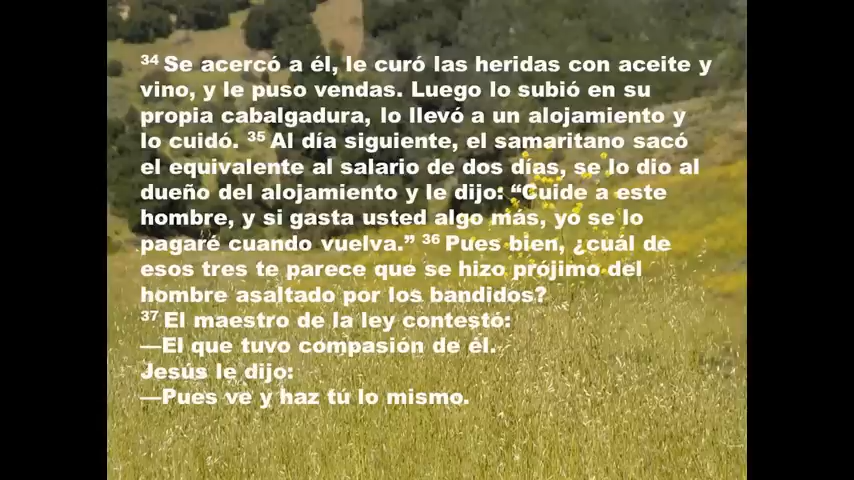 34 Se acercó a él, le curó las heridas con aceite y
vino, y le puso vendas. Luego lo subió en su
propia cabalgadura, lo llevó a un alojamiento y
lo cuidó. 35 Al día siguiente, el samaritano sacó
el equivalente al salario de dos días, se lo dio al
dueño del alojamiento y le dijo: “Cuide a este
hombre, y si gasta usted algo más, yo se lo
pagaré cuando vuelva.” 36 Pues bien, ¿cuál de
esos tres te parece que se hizo prójimo del
hombre asaltado por los bandidos?
37 El maestro de la ley contestó:
—El que tuvo compasión de él.
Jesús le dijo:
—Pues ve y haz tú lo mismo.